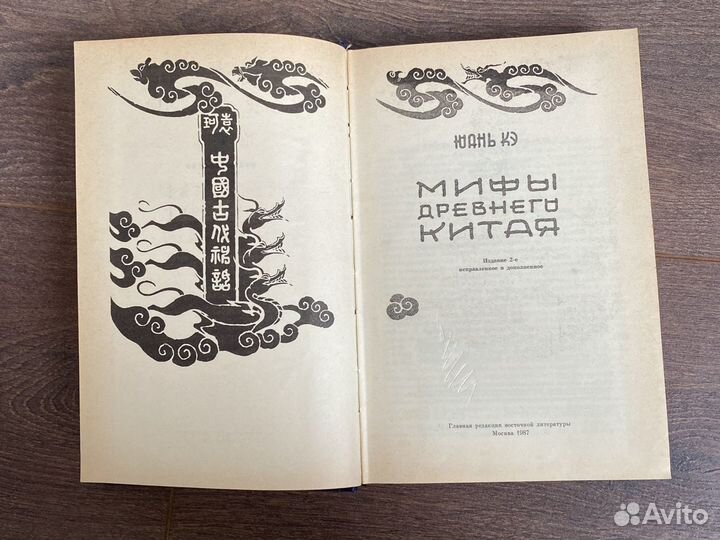 袁珂
中國古代神話
ЮАНЬ КЭ
МИФЫ
ДРЕВНЕГО
КИТАЯ
Издание 2-е
исправленное и дополненное
Главная редакция восточной литературы
Москва 1987
Avito